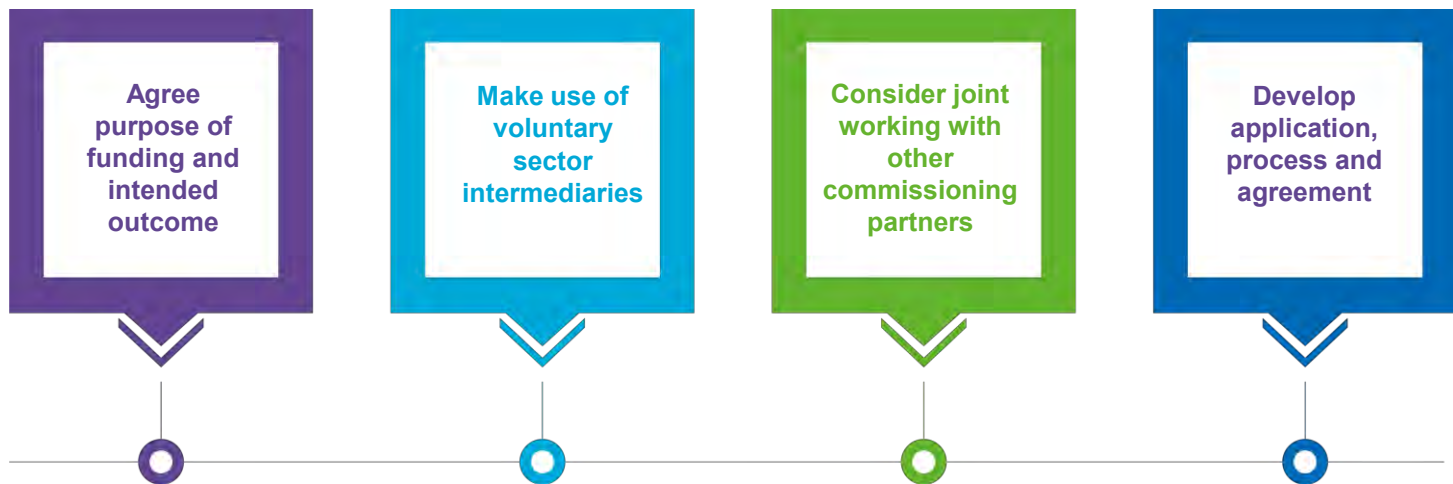 Agree
purpose of
funding and
intended
outcome
Make use of
voluntary
sector
intermediaries
Consider joint
working with
other
commissioning
partners
Develop
application,
process and
agreement